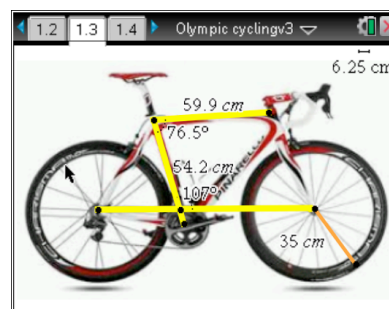 1.2 1.3 1.4 Olympic cyclingv3
6.25 cm
59.9 cm
76.5°
54.2 cm
PINARELLO
107°
35 cm